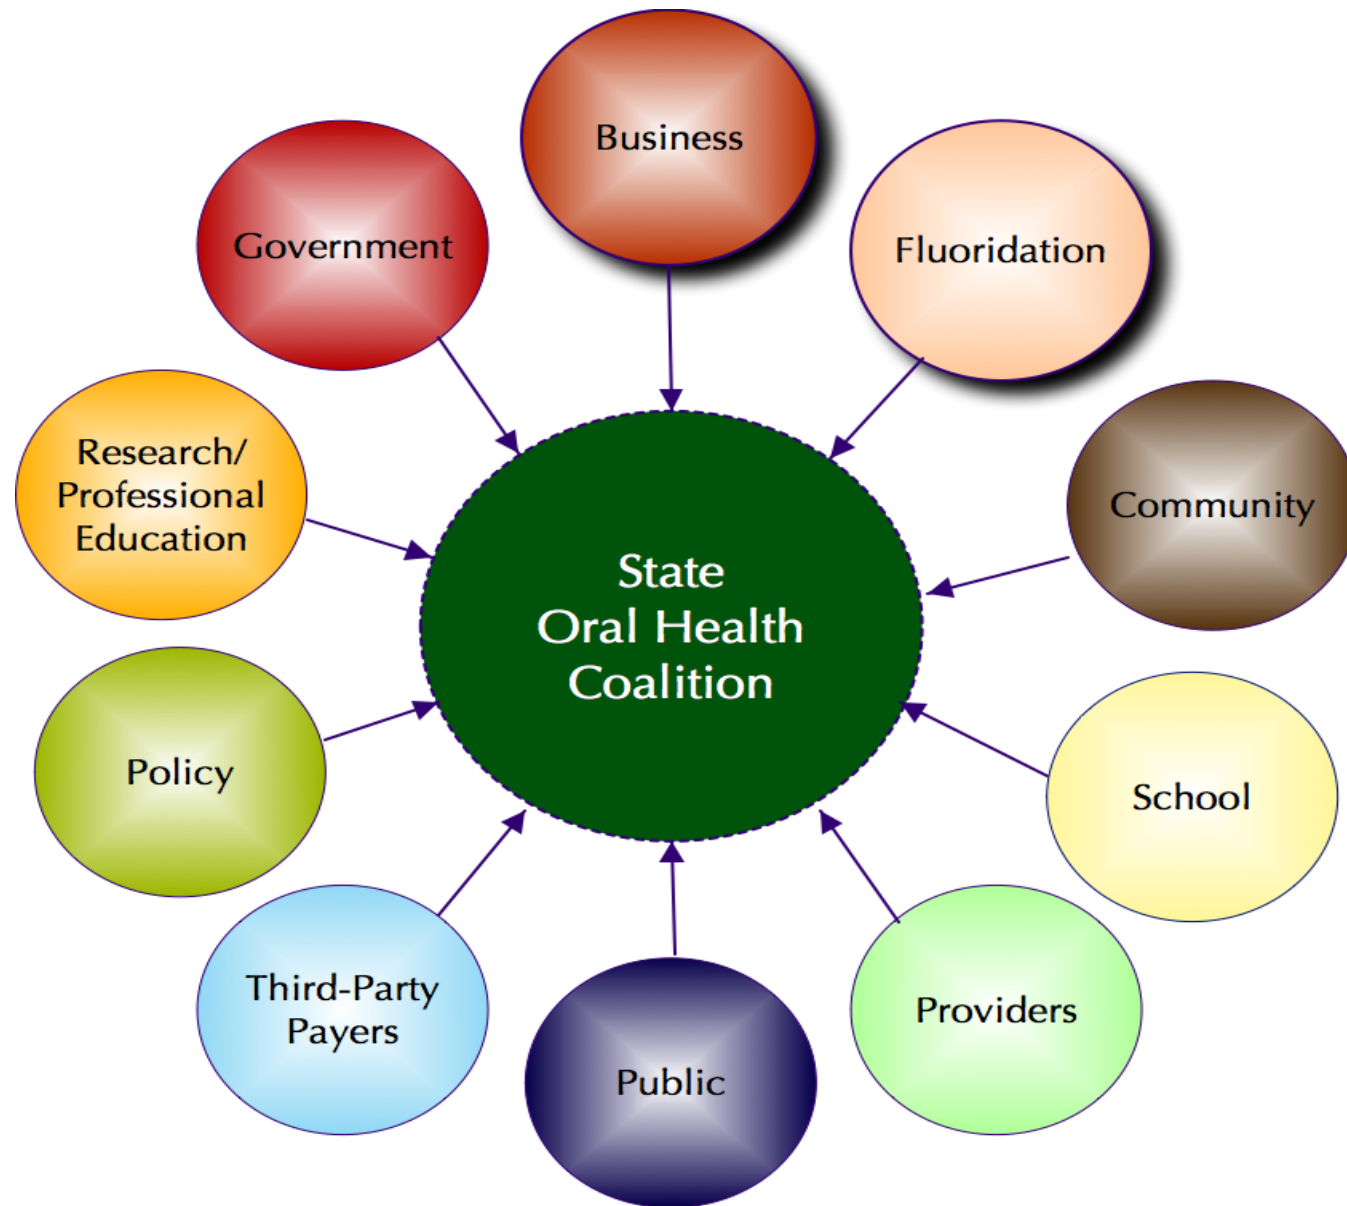 Business
Government
Fluoridation
Research/
Professional
Education
Community
State
Oral Health
Coalition
Policy
School
Third-Party
Payers
Providers
Public